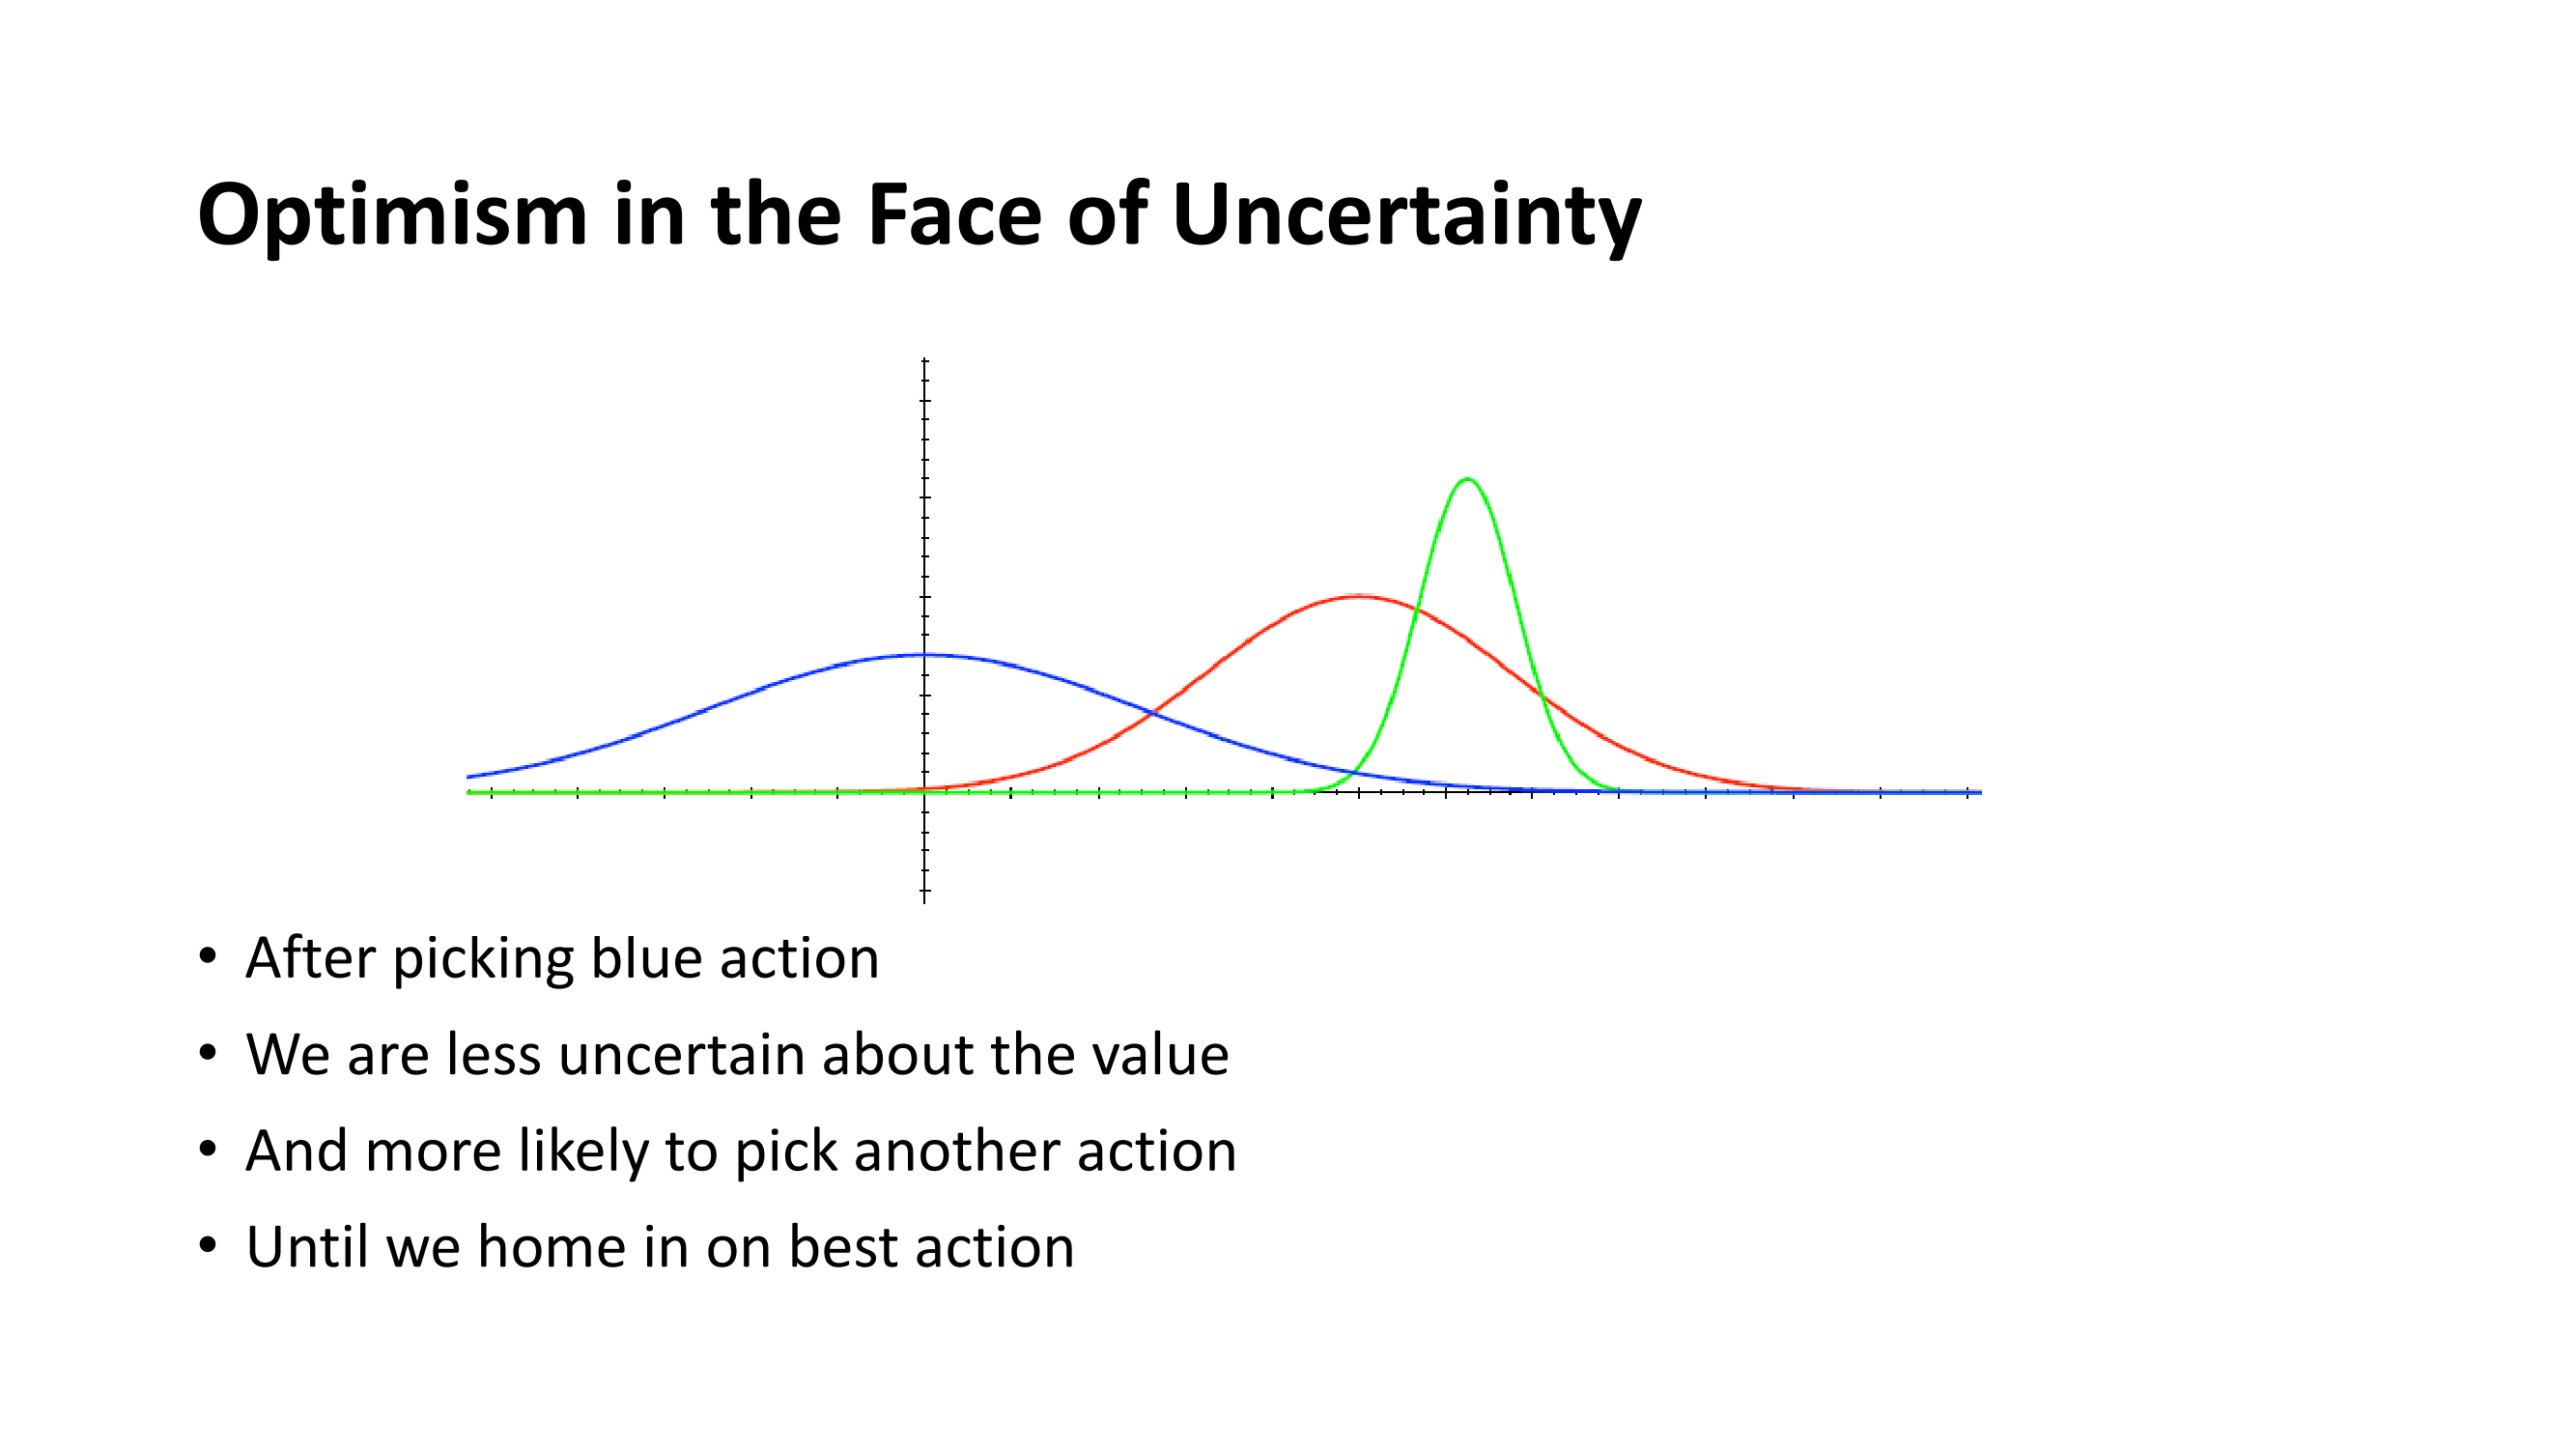 Optimism in the Face of Uncertainty
• After picking blue action
• We are less uncertain about the value
• And more likely to pick another action
• Until we home in on best action